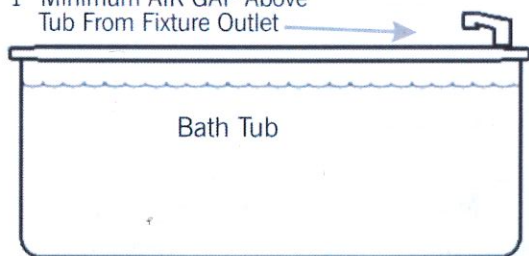 1" Minimum AIR GAP Above
Tub From Fixture Outlet
Bath Tub